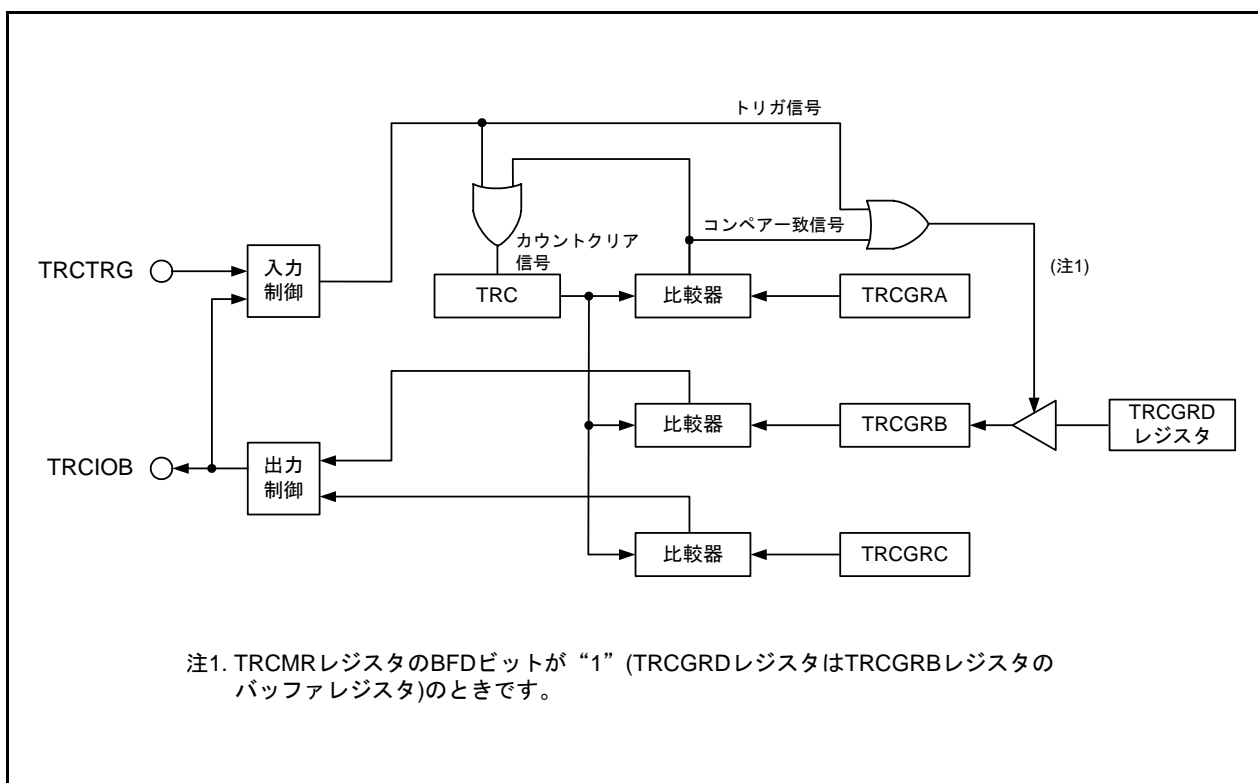 トリガ信号
コンペアー致信号
カウントクリア
信号
(注1)
TRCTRG
入力
制御
TRC
比較器
TRCGRA
比較器
TRCGRB
TRCGRD
レジスタ
TRCIOB
出力
制御
比較器
TRCGRC
注1. TRCMRレジスタのBFDビットが“1”(TRCGRDレジスタはTRCGRBレジスタの
バッファレジスタ)のときです。